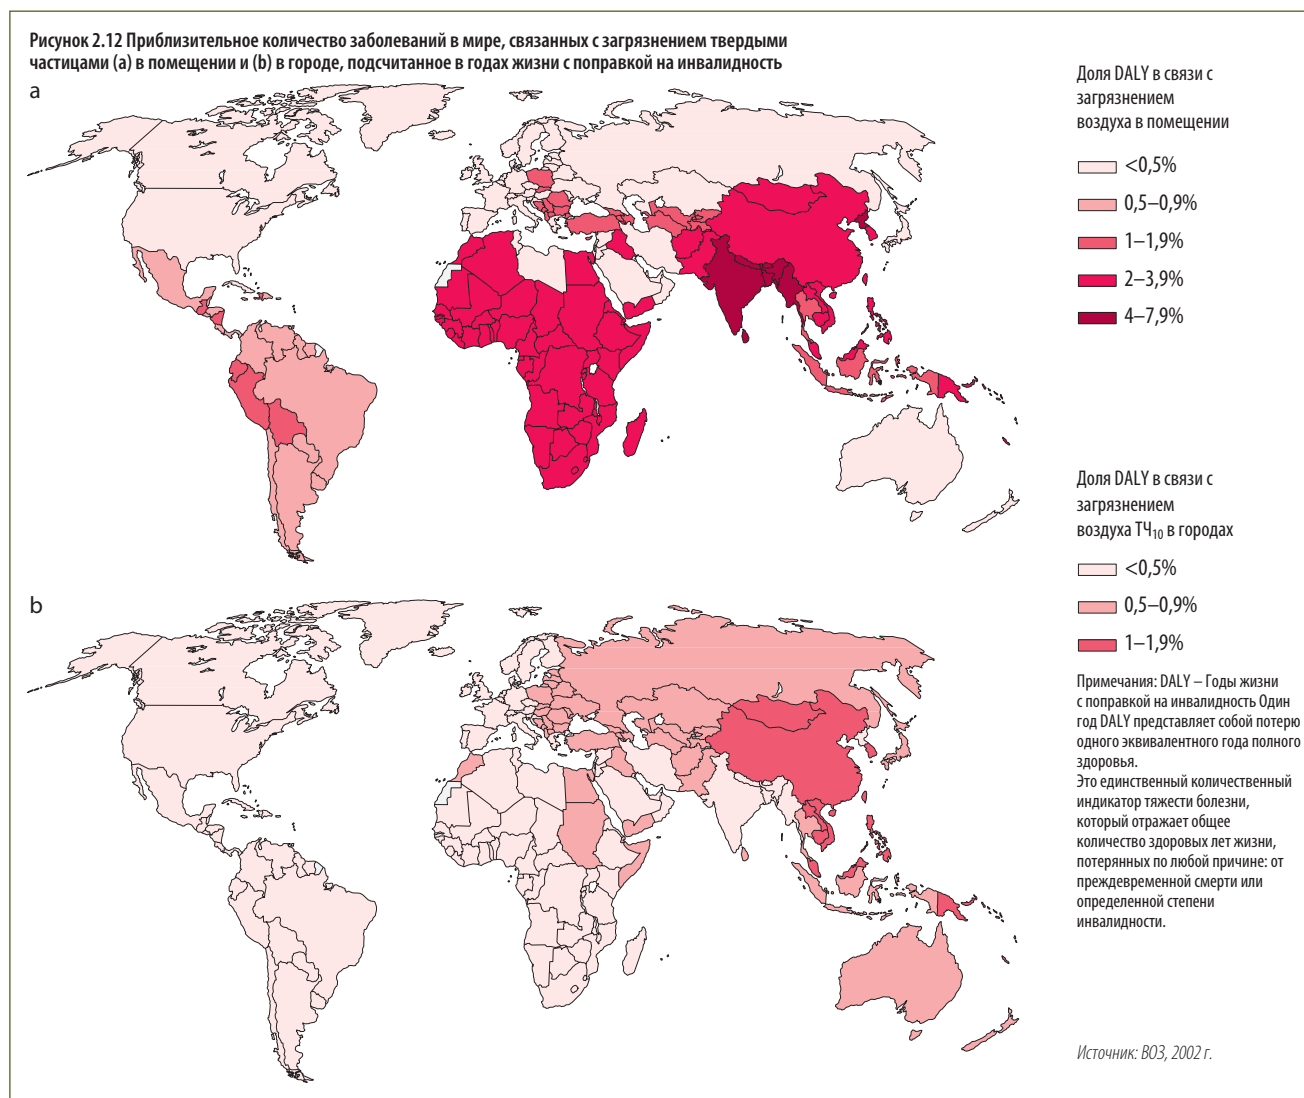 Рисунок 2.12 Приблизительное количество заболеваний в мире, связанных с загрязнением твердыми
частицами (a) в помещении и (b) в городе, подсчитанное в годах жизни с поправкой на инвалидность
a
Доля DALY в связи с
загрязнением
воздуха в помещении
<0,5%
0,5–0,9%
1–1,9%
2–3,9%
4–7,9%
b
Доля DALY в связи с
загрязнением
воздуха ТЧ10 в городах
<0,5%
0,5–0,9%
1–1,9%
Примечания: DALY – Годы жизни
с поправкой на инвалидность Один
год DALY представляет собой потерю
одного эквивалентного года полного
здоровья.
Это единственный количественный
индикатор тяжести болезни,
который отражает общее
количество здоровых лет жизни,
потерянных по любой причине: от
преждевременной смерти или
определенной степени
инвалидности.
Источник: ВОЗ, 2002 г.